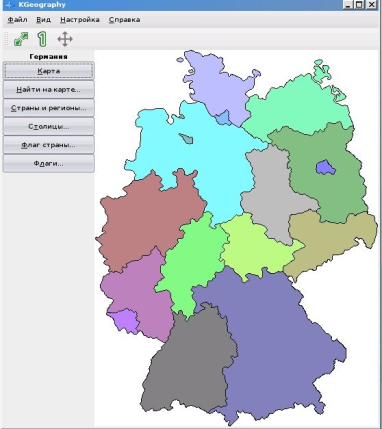 KGeography
Файл Вид Настройка Справка
Германия
Карта
Найти на карте...
Страны и регионы...
Столицы...
Флаг страны...
Флаги...